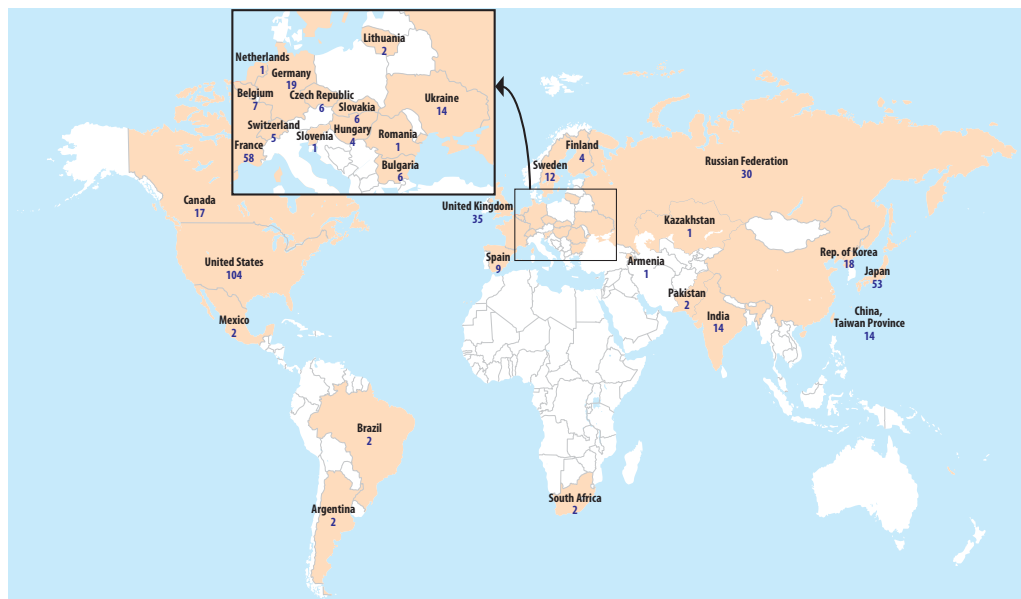 Lithuania
2
Netherlands
1
Germany
19
Belgium
7
Czech Republic
6
Slovakia
6
Ukraine
14
Switzerland
5
Slovenia
1
Hungary
4
Romania
1
France
58
Bulgaria
6
Finland
4
Sweden
12
Russian Federation
30
Canada
17
United Kingdom
35
Kazakhstan
1
United States
104
Spain
9
Armenia
1
Rep. of Korea
18
Japan
53
Pakistan
2
India
14
China,
Taiwan Province
14
Mexico
2
Brazil
2
Argentina
2
South Africa
2